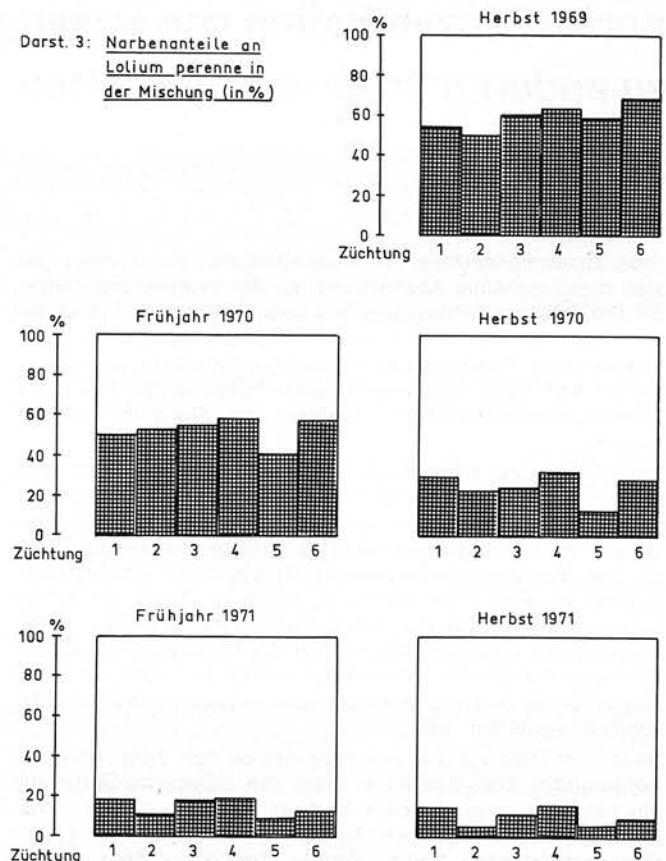 Darst. 3: Narbenanteile an
Lolium perenne in
der Mischung (in %)
Herbst 1969
%
100
80
60
40
20
0
Züchtung 1 2 3 4 5 6
Frühjahr 1970
%
100
80
60
40
20
0
Züchtung 1 2 3 4 5 6
Herbst 1970
1 2 3 4 5 6
Frühjahr 1971
%
100
80
60
40
20
0
Züchtung 1 2 3 4 5 6
Herbst 1971
1 2 3 4 5 6